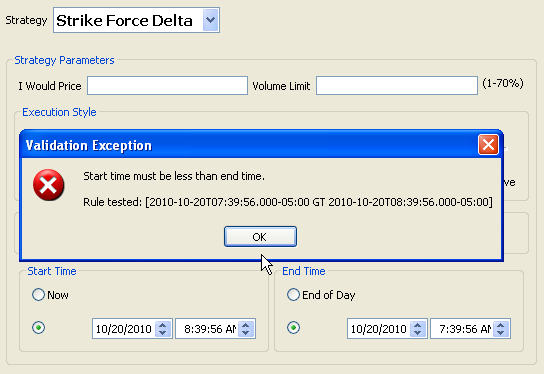 Strategy Strike Force Delta
Strategy Parameters
I Would Price Volume Limit (1-70%)
Execution Style
Validation Exception
Start time must be less than end time.
Rule tested: [2010-10-20T07:39:56.000-05:00 GT 2010-10-20T08:39:56.000-05:00]
ve
OK
Start Time
End Time
Now
End of Day
10/20/2010 8:39:56 AM
10/20/2010 7:39:56 AM